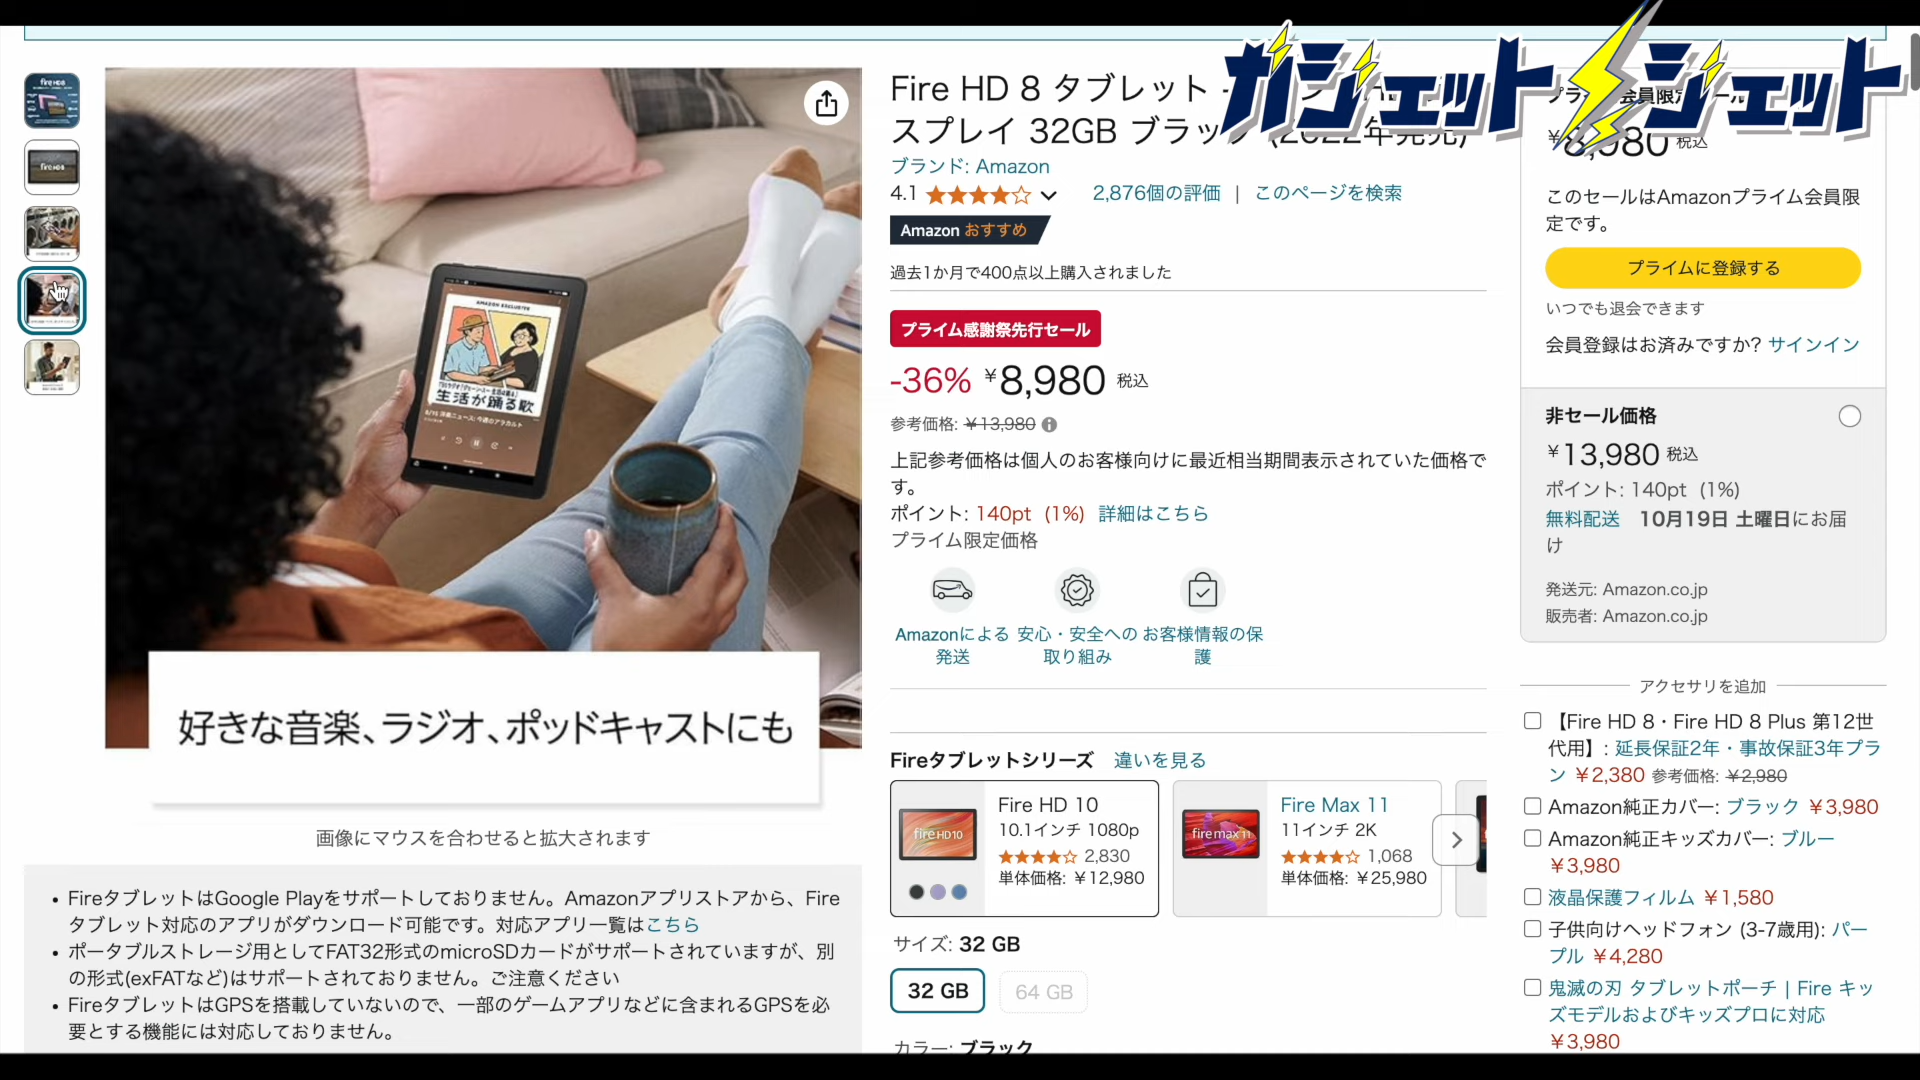 ガジェット ジェット
fire HD8
Fire HD 8 タブレット -
スプレイ 32GB ブラック (2022年発売)
ブランド: Amazon
4.1
2,876個の評価 | このページを検索
Amazon おすすめ
過去1か月で400点以上購入されました
プライム感謝祭先行セール
-36% ¥8,980 税込
参考価格: ¥13,980
上記参考価格は個人のお客様向けに最近相当期間表示されていた価格で
す。
ポイント: 140pt (1%) 詳細はこちら
プライム限定価格
Amazonによる
発送
安心・安全への
取り組み
お客様情報の保
護
Fireタブレットシリーズ 違いを見る
fire HD10
Fire HD 10
10.1インチ 1080p
2,830
単体価格: ¥12,980
fire max 11
Fire Max 11
11インチ 2K
1,068
単体価格: ¥25,980
サイズ: 32 GB
32 GB
64 GB
カラー: ブラック
AMAZON EXCLUSIVE
生活が踊る歌
好きな音楽、ラジオ、ポッドキャストにも
画像にマウスを合わせると拡大されます
• FireタブレットはGoogle Playをサポートしておりません。Amazonアプリストアから、Fire
タブレット対応のアプリがダウンロード可能です。対応アプリ一覧はこちら
• ポータブルストレージ用としてFAT32形式のmicroSDカードがサポートされていますが、別
の形式(exFATなど)はサポートされておりません。ご注意ください
• FireタブレットはGPSを搭載していないので、一部のゲームアプリなどに含まれるGPSを必
要とする機能には対応しておりません。
プライム会員限定セール
¥8,980 税込
このセールはAmazonプライム会員限
定です。
プライムに登録する
いつでも退会できます
会員登録はお済みですか? サインイン
非セール価格
¥13,980 税込
ポイント: 140pt (1%)
無料配送 10月19日 土曜日にお届
け
発送元: Amazon.co.jp
販売者: Amazon.co.jp
アクセサリを追加
【Fire HD 8・Fire HD 8 Plus 第12世
代用】: 延長保証2年・事故保証3年プラ
ン ¥2,380 参考価格: ¥2,980
Amazon純正カバー: ブラック ¥3,980
Amazon純正キッズカバー: ブルー
¥3,980
液晶保護フィルム ¥1,580
子供向けヘッドフォン (3-7歳用): パー
プル ¥4,280
鬼滅の刃 タブレットポーチ | Fire キッ
ズモデルおよびキッズプロに対応
¥3,980